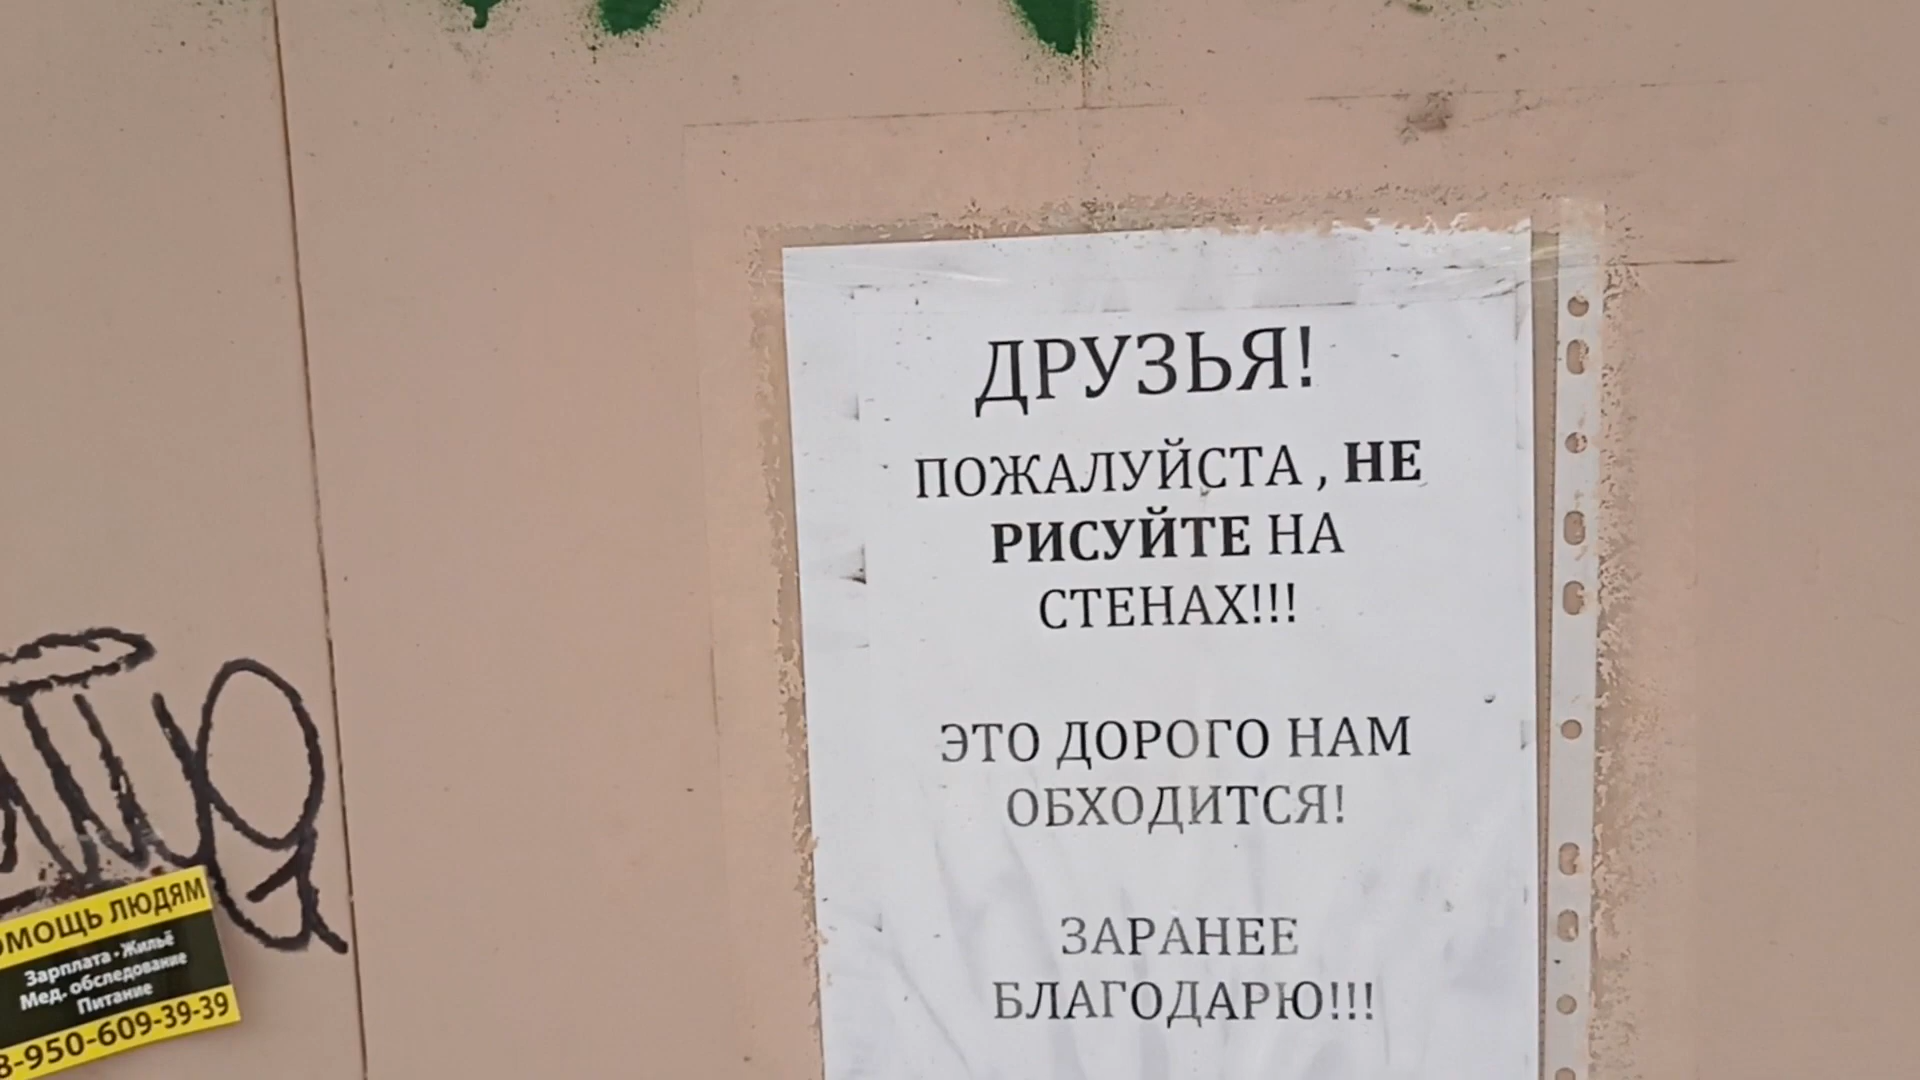 ДРУЗЬЯ!
ПОЖАЛУЙСТА , НЕ
РИСУЙТЕ НА
СТЕНАХ!!!
ЭТО ДОРОГО НАМ
ОБХОДИТСЯ!
ЗАРАНЕЕ
БЛАГОДАРЮ!!!
ОМОЩЬ ЛЮДЯМ
Зарплата · Жильё
Мед. обследование
Питание
8-950-609-39-39